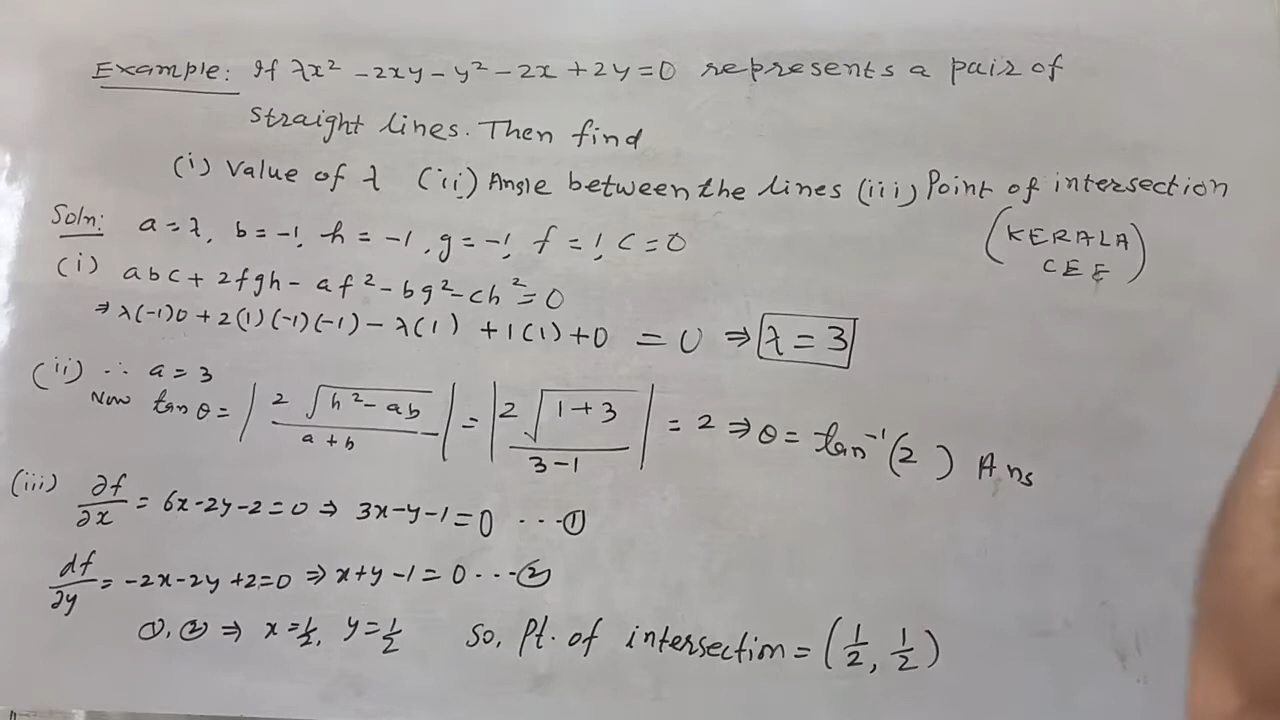 Example: If λx² - 2xy - y² - 2x + 2y = 0 represents a pair of
straight lines. Then find
(i) Value of λ (ii) Angle between the lines (iii) Point of intersection
(KERALA CEE)
Soln: a = λ, b = -1, h = -1, g = -1, f = 1, c = 0
(i) abc + 2fgh - af² - bg² - ch² = 0
⇒ λ(-1)0 + 2(1)(-1)(-1) - λ(1) + 1(1) + 0 = 0 ⇒ λ = 3
(ii) ∴ a = 3
Now tan θ = | 2 √(h² - ab) / (a + b) | = | 2 √(1 + 3) / (3 - 1) | = 2 ⇒ θ = tan⁻¹(2) Ans
(iii) ∂f/∂x = 6x - 2y - 2 = 0 ⇒ 3x - y - 1 = 0 ---①
df/∂y = -2x - 2y + 2 = 0 ⇒ x + y - 1 = 0 ---②
①, ② ⇒ x = 1/2, y = 1/2 So, Pt. of intersection = (1/2, 1/2)